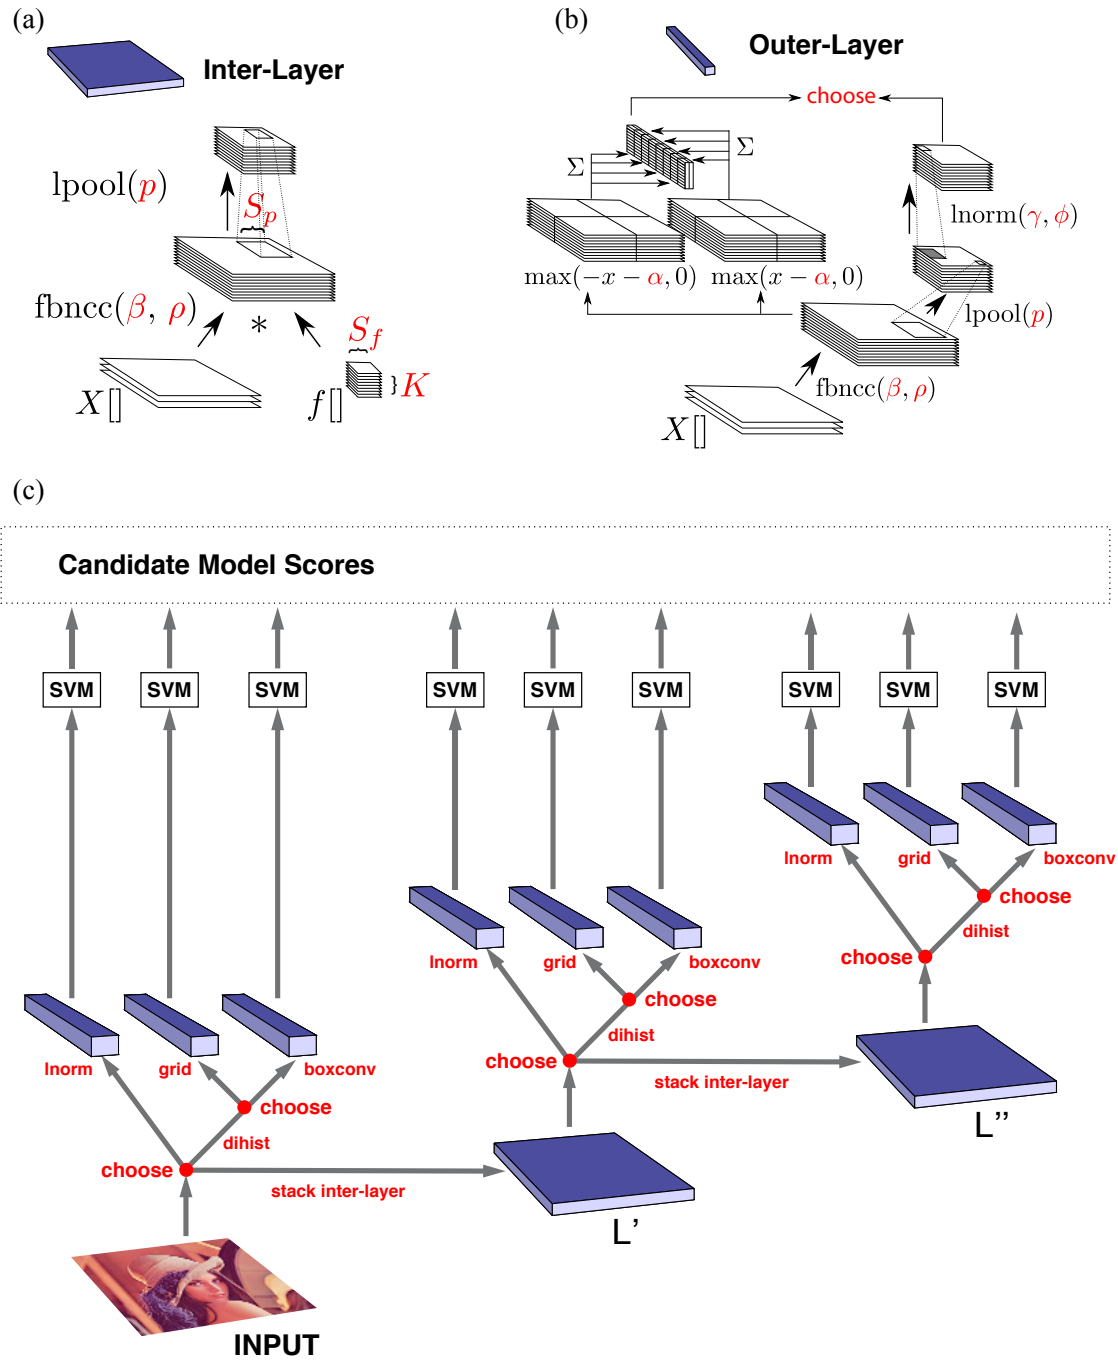 (a)
Inter-Layer
lpool(p)
S_p
fbncc(β, ρ)
*
S_f
X[]
f[]
}K
(b)
Outer-Layer
choose
Σ
Σ
lnorm(γ, ϕ)
max(−x − α, 0)
max(x − α, 0)
lpool(p)
fbncc(β, ρ)
X[]
(c)
Candidate Model Scores
SVM SVM SVM SVM SVM SVM SVM SVM SVM
lnorm grid boxconv
choose
dihist
choose
lnorm grid boxconv
choose
dihist
choose
stack inter-layer
L''
lnorm grid boxconv
choose
dihist
choose
stack inter-layer
L'
INPUT